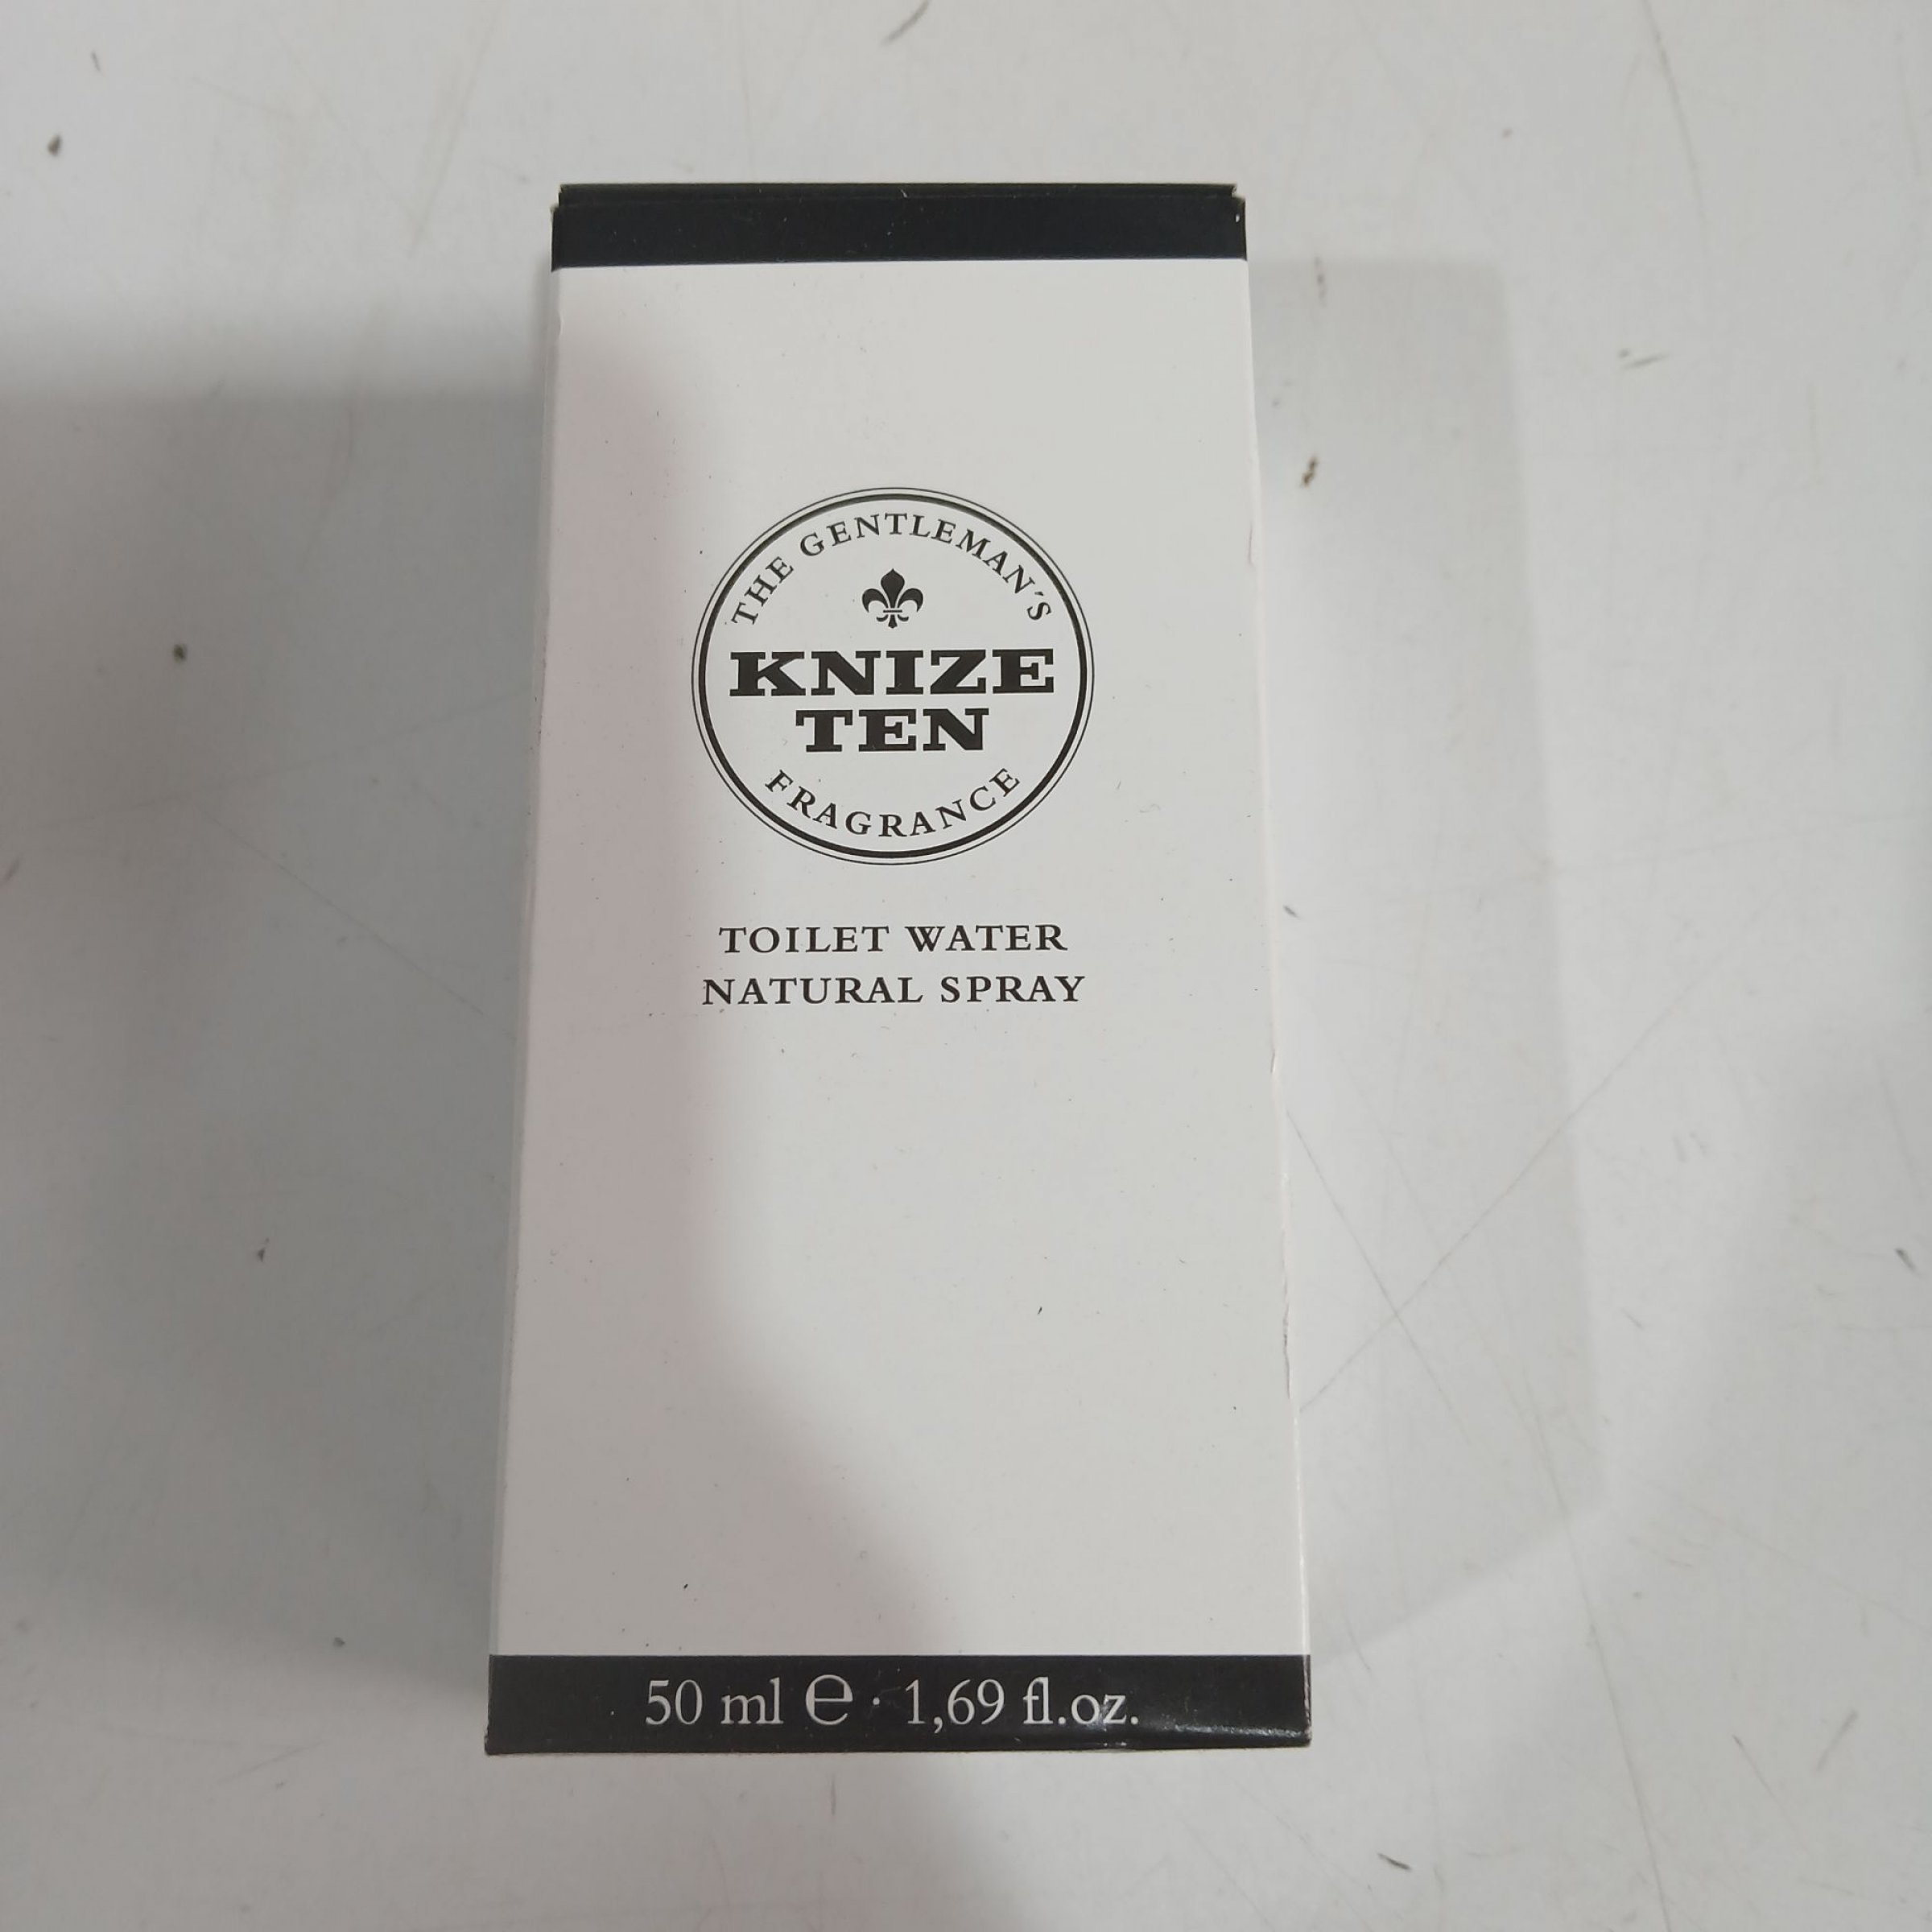 THE GENTLEMAN'S
KNIZE
TEN
FRAGRANCE
TOILET WATER
NATURAL SPRAY
50 ml ℮ · 1,69 fl.oz.